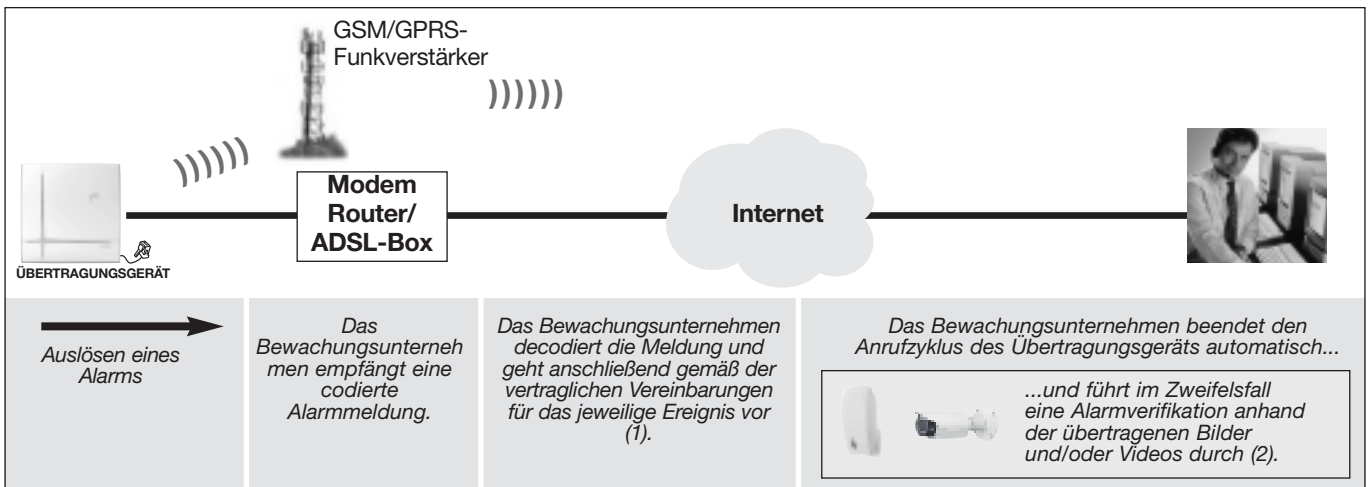 GSM/GPRS-
Funkverstärker
))))))
))))))
Modem
Router/
ADSL-Box
Internet
ÜBERTRAGUNGSGERÄT
Auslösen eines
Alarms
Das
Bewachungsunterneh
men empfängt eine
codierte
Alarmmeldung.
Das Bewachungsunternehmen
decodiert die Meldung und
geht anschließend gemäß der
vertraglichen Vereinbarungen
für das jeweilige Ereignis vor
(1).
Das Bewachungsunternehmen beendet den
Anrufzyklus des Übertragungsgeräts automatisch...
...und führt im Zweifelsfall
eine Alarmverifikation anhand
der übertragenen Bilder
und/oder Videos durch (2).